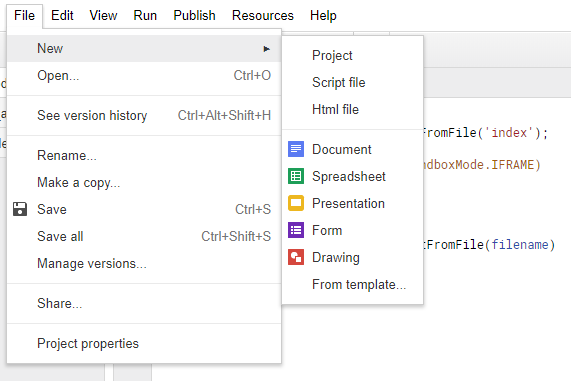 File Edit View Run Publish Resources Help
New
Open... Ctrl+O
See version history Ctrl+Alt+Shift+H
Rename...
Make a copy...
Save Ctrl+S
Save all Ctrl+Shift+S
Manage versions...
Share...
Project properties
Project
Script file
Html file
Document
Spreadsheet
Presentation
Form
Drawing
From template...
romFile('index');
ndboxMode.IFRAME)
tFromFile(filename)